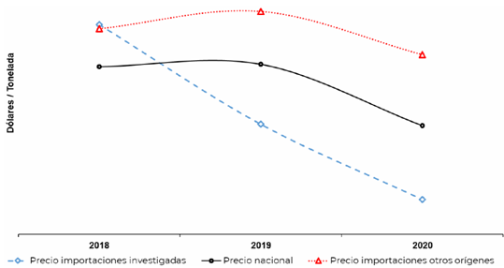 Dólares / Tonelada
2018 2019 2020
Precio importaciones investigadas Precio nacional Precio importaciones otros orígenes